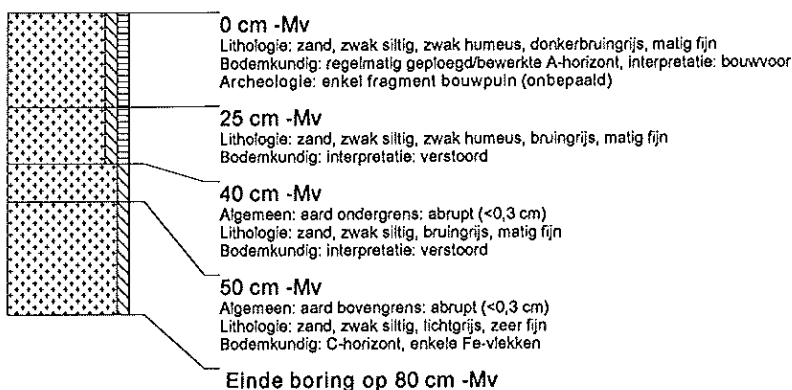 0 cm -Mv
Lithologie: zand, zwak siltig, zwak humeus, donkerbruingrijs, matig fijn
Bodemkundig: regelmatig geploegd/bewerkte A-horizont, interpretatie: bouwvoor
Archeologie: enkel fragment bouwpuin (onbepaald)
25 cm -Mv
Lithologie: zand, zwak siltig, zwak humeus, bruingrijs, matig fijn
Bodemkundig: interpretatie: verstoord
40 cm -Mv
Algemeen: aard ondergrens: abrupt (<0,3 cm)
Lithologie: zand, zwak siltig, bruingrijs, matig fijn
Bodemkundig: interpretatie: verstoord
50 cm -Mv
Algemeen: aard bovengrens: abrupt (<0,3 cm)
Lithologie: zand, zwak siltig, lichtgrijs, zeer fijn
Bodemkundig: C-horizont, enkele Fe-vlekken
Einde boring op 80 cm -Mv